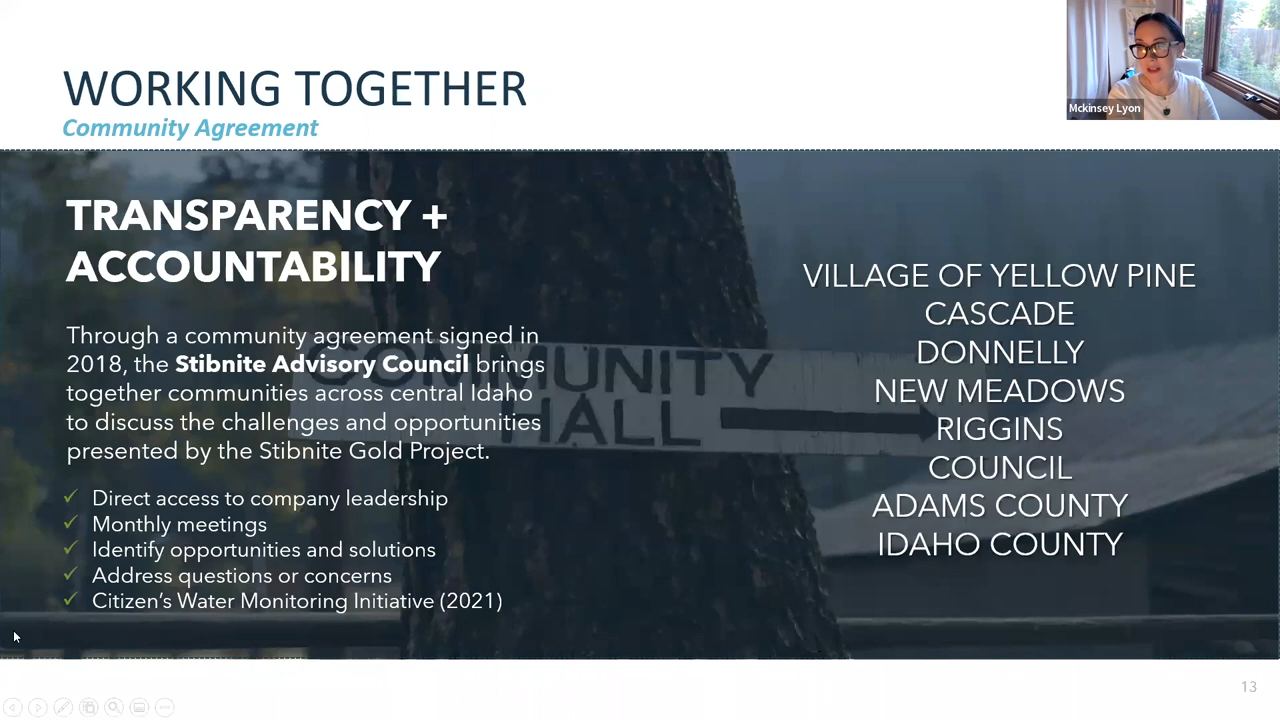 WORKING TOGETHER
Community Agreement
Mckinsey Lyon
TRANSPARENCY +
ACCOUNTABILITY
Through a community agreement signed in
2018, the Stibnite Advisory Council brings
together communities across central Idaho
to discuss the challenges and opportunities
presented by the Stibnite Gold Project.
✓ Direct access to company leadership
✓ Monthly meetings
✓ Identify opportunities and solutions
✓ Address questions or concerns
✓ Citizen’s Water Monitoring Initiative (2021)
COMMUNITY
HALL
VILLAGE OF YELLOW PINE
CASCADE
DONNELLY
NEW MEADOWS
RIGGINS
COUNCIL
ADAMS COUNTY
IDAHO COUNTY
13